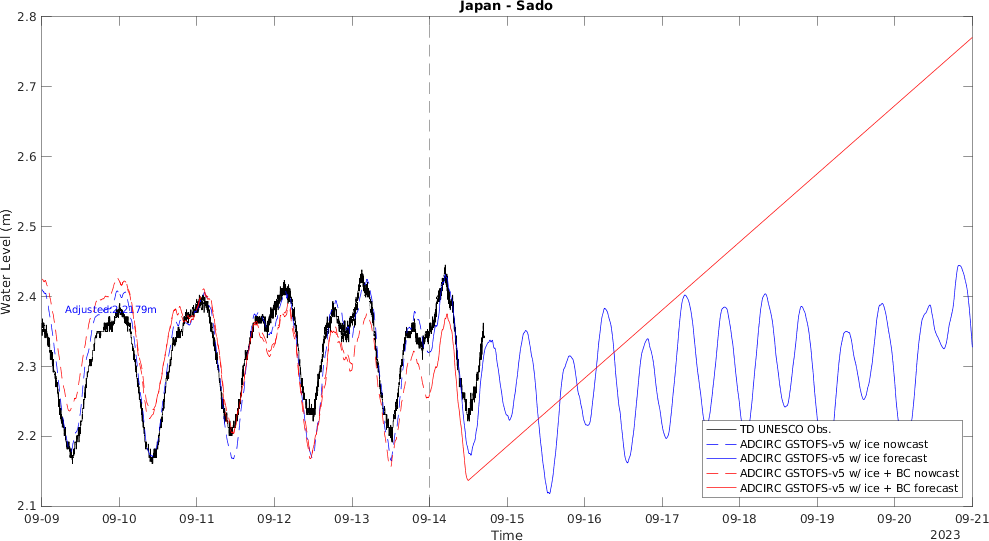 Japan - Sado
2.8
2.7
2.6
2.5
2.4
2.3
2.2
2.1
Water Level (m)
Adjusted:2.2179m
TD UNESCO Obs.
ADCIRC GSTOFS-v5 w/ ice nowcast
ADCIRC GSTOFS-v5 w/ ice forecast
ADCIRC GSTOFS-v5 w/ ice + BC nowcast
ADCIRC GSTOFS-v5 w/ ice + BC forecast
09-09 09-10 09-11 09-12 09-13 09-14 09-15 09-16 09-17 09-18 09-19 09-20 09-21
Time
2023